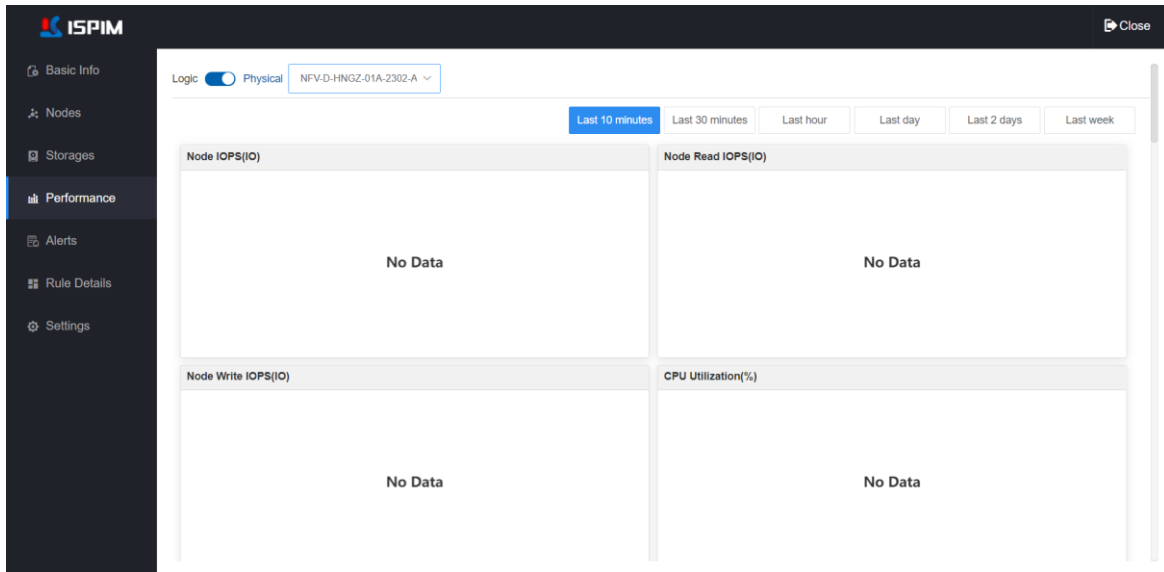 ISPIM
Close
Basic Info
Nodes
Storages
Performance
Alerts
Rule Details
Settings
Logic Physical NFV-D-HNGZ-01A-2302-A
Last 10 minutes Last 30 minutes Last hour Last day Last 2 days Last week
Node IOPS(IO)
No Data
Node Read IOPS(IO)
No Data
Node Write IOPS(IO)
No Data
CPU Utilization(%)
No Data